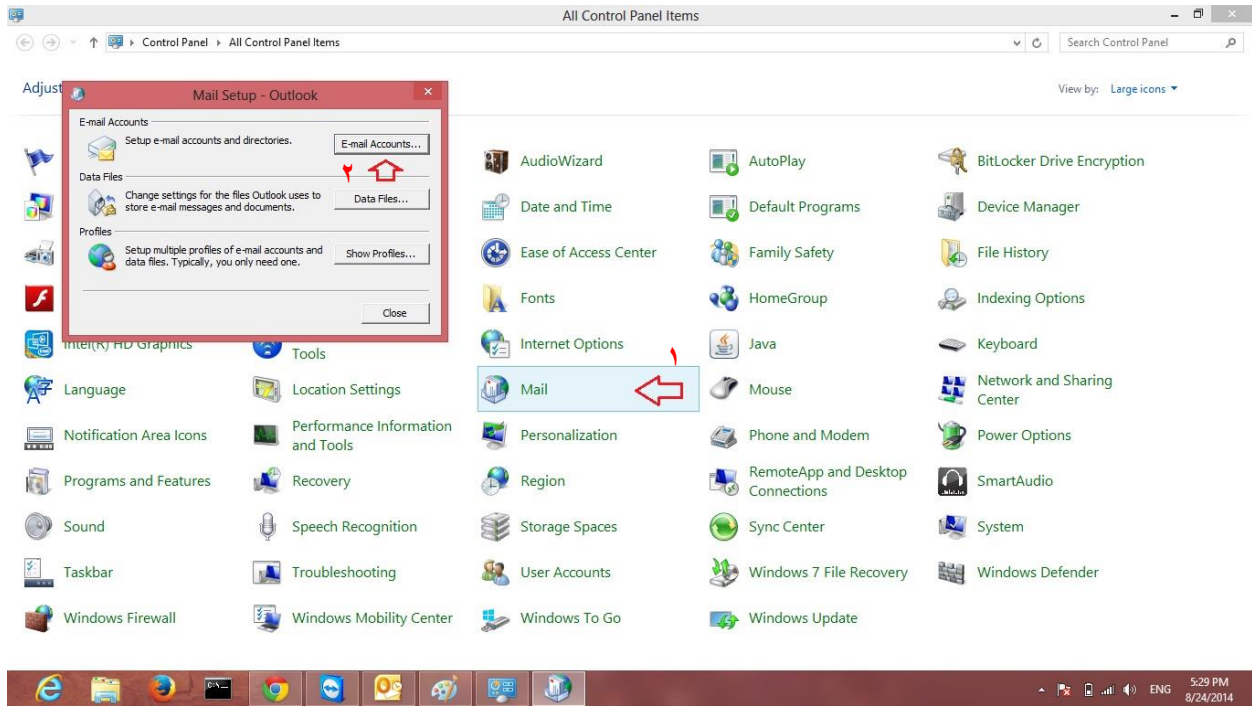 All Control Panel Items
Control Panel
All Control Panel Items
Search Control Panel
Adjust
View by: Large icons
Mail Setup - Outlook
E-mail Accounts
Setup e-mail accounts and directories.
E-mail Accounts...
۲
Data Files
Change settings for the files Outlook uses to
store e-mail messages and documents.
Data Files...
Profiles
Setup multiple profiles of e-mail accounts and
data files. Typically, you only need one.
Show Profiles...
Close
AudioWizard
AutoPlay
BitLocker Drive Encryption
Date and Time
Default Programs
Device Manager
Ease of Access Center
Family Safety
File History
Fonts
HomeGroup
Indexing Options
Intel(R) HD Graphics
Tools
Internet Options
۱
Java
Keyboard
Language
Location Settings
Mail
Mouse
Network and Sharing
Center
Notification Area Icons
Performance Information
and Tools
Personalization
Phone and Modem
Power Options
Programs and Features
Recovery
Region
RemoteApp and Desktop
Connections
SmartAudio
Sound
Speech Recognition
Storage Spaces
Sync Center
System
Taskbar
Troubleshooting
User Accounts
Windows 7 File Recovery
Windows Defender
Windows Firewall
Windows Mobility Center
Windows To Go
Windows Update
ENG
5:29 PM
8/24/2014